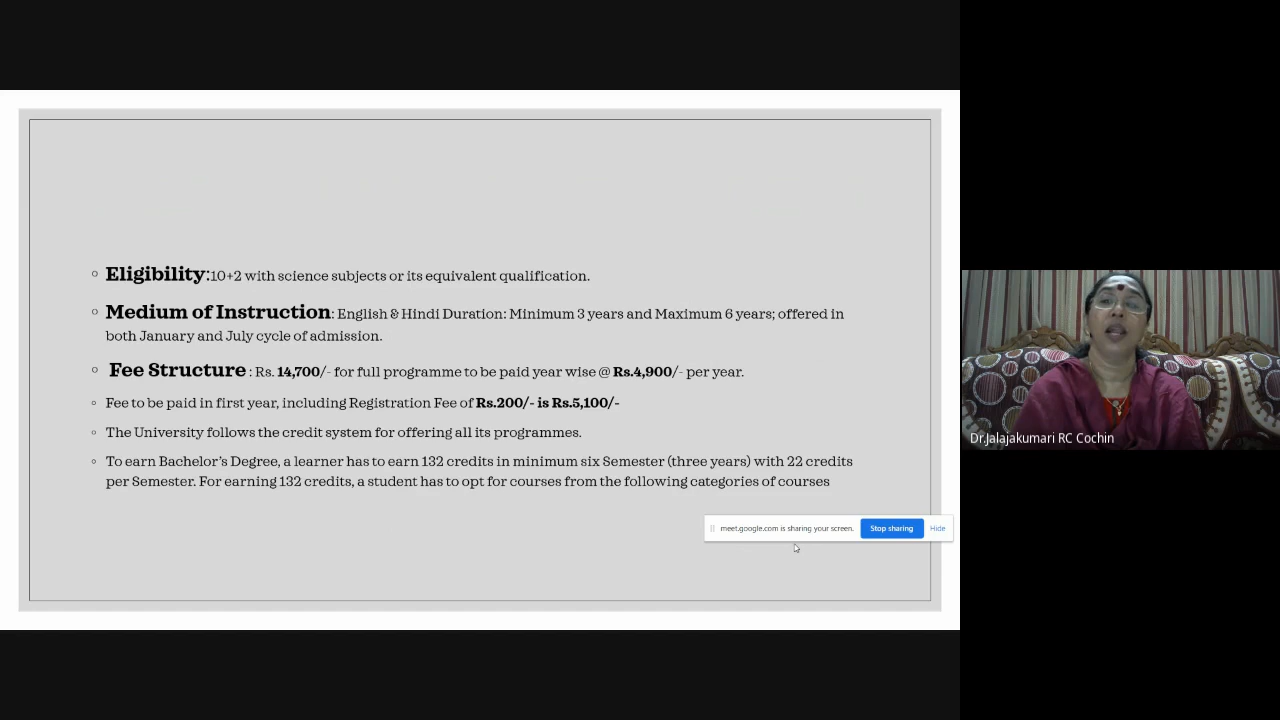 Eligibility:10+2 with science subjects or its equivalent qualification.
Medium of Instruction: English & Hindi Duration: Minimum 3 years and Maximum 6 years; offered in
both January and July cycle of admission.
Fee Structure : Rs. 14,700/- for full programme to be paid year wise @ Rs.4,900/- per year.
Fee to be paid in first year, including Registration Fee of Rs.200/- is Rs.5,100/-
The University follows the credit system for offering all its programmes.
To earn Bachelor’s Degree, a learner has to earn 132 credits in minimum six Semester (three years) with 22 credits
per Semester. For earning 132 credits, a student has to opt for courses from the following categories of courses
meet.google.com is sharing your screen. Stop sharing Hide
Dr.Jalajakumari RC Cochin